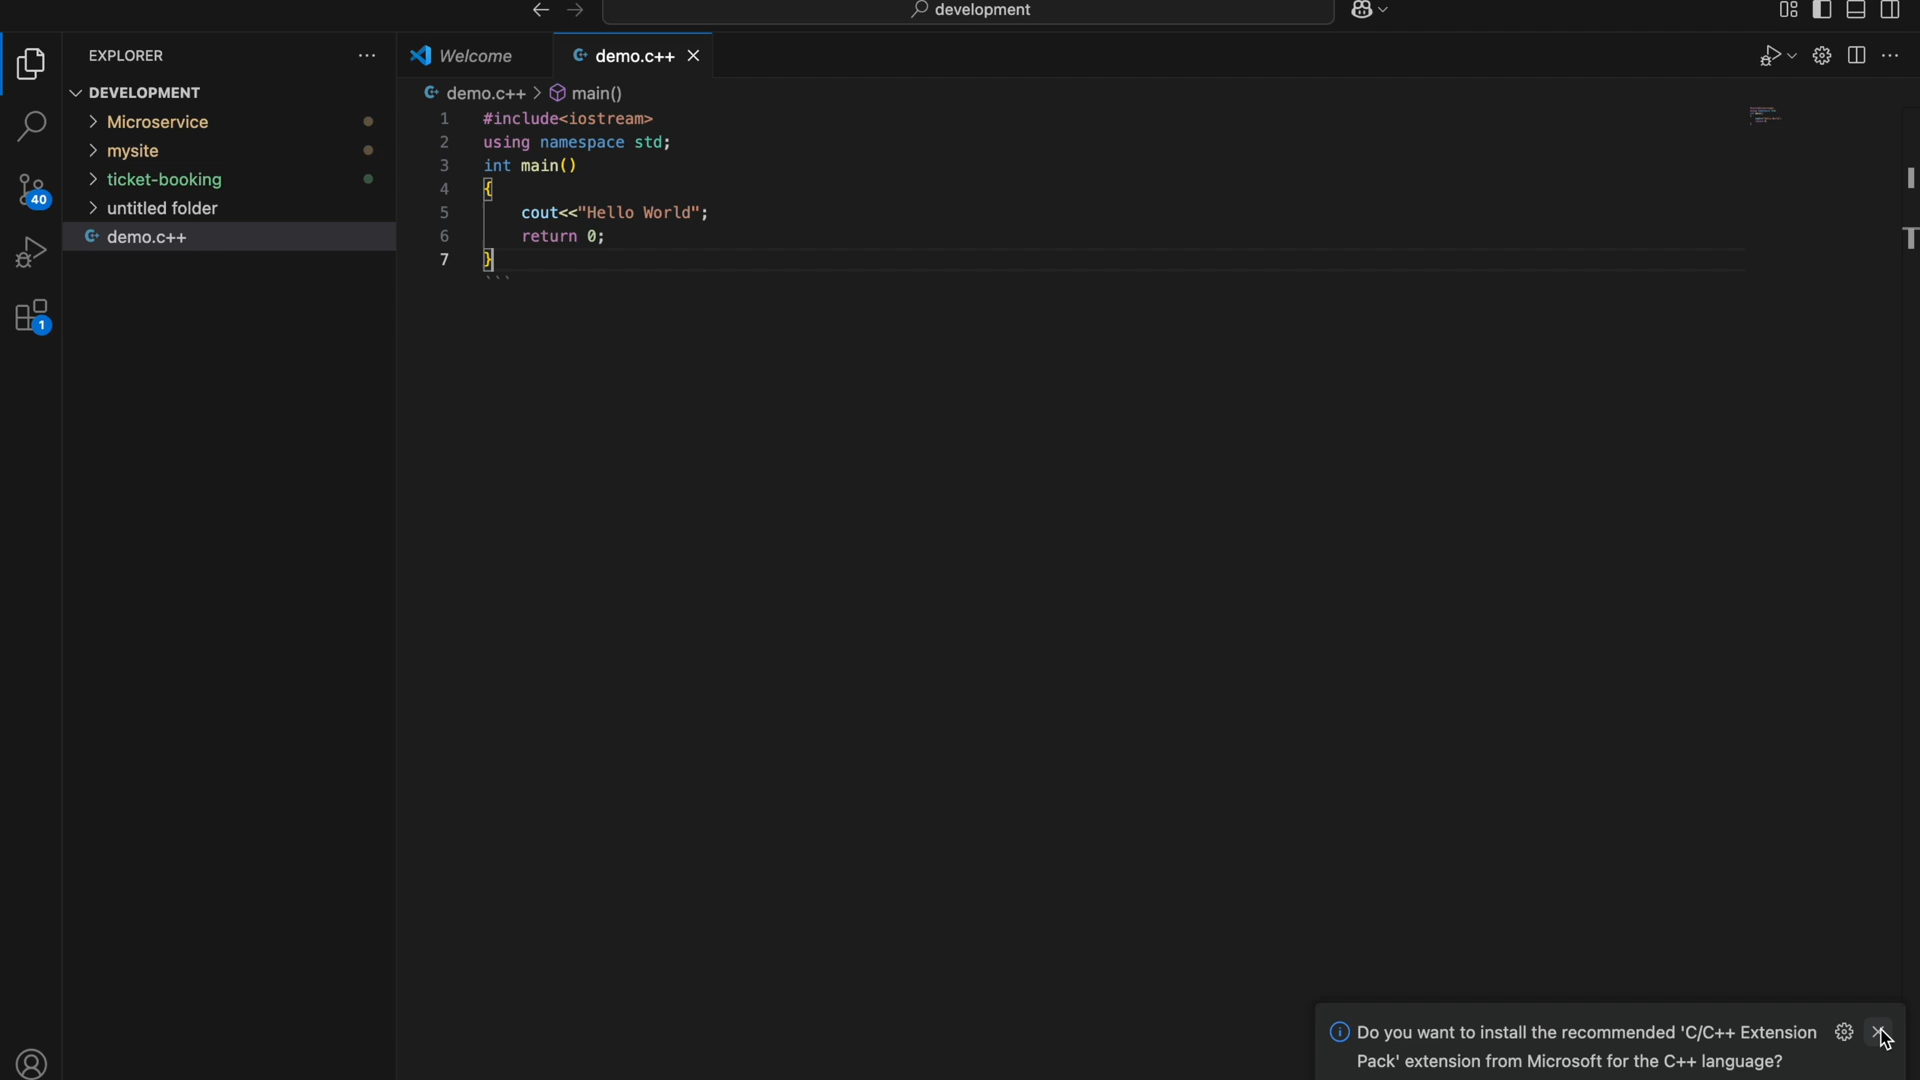 development
EXPLORER
Welcome
demo.c++
DEVELOPMENT
Microservice
mysite
ticket-booking
untitled folder
demo.c++
40
1
demo.c++ > main()
1 #include<iostream>
2 using namespace std;
3 int main()
4 {
5 cout<<"Hello World";
6 return 0;
7 }
```
Do you want to install the recommended 'C/C++ Extension
Pack' extension from Microsoft for the C++ language?